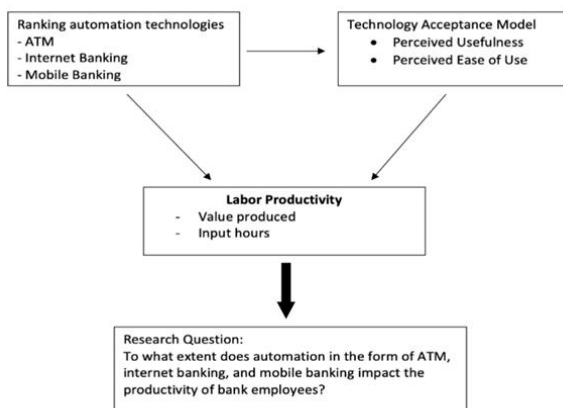 Ranking automation technologies
- ATM
- Internet Banking
- Mobile Banking
Technology Acceptance Model
• Perceived Usefulness
• Perceived Ease of Use
Labor Productivity
- Value produced
- Input hours
Research Question:
To what extent does automation in the form of ATM,
internet banking, and mobile banking impact the
productivity of bank employees?